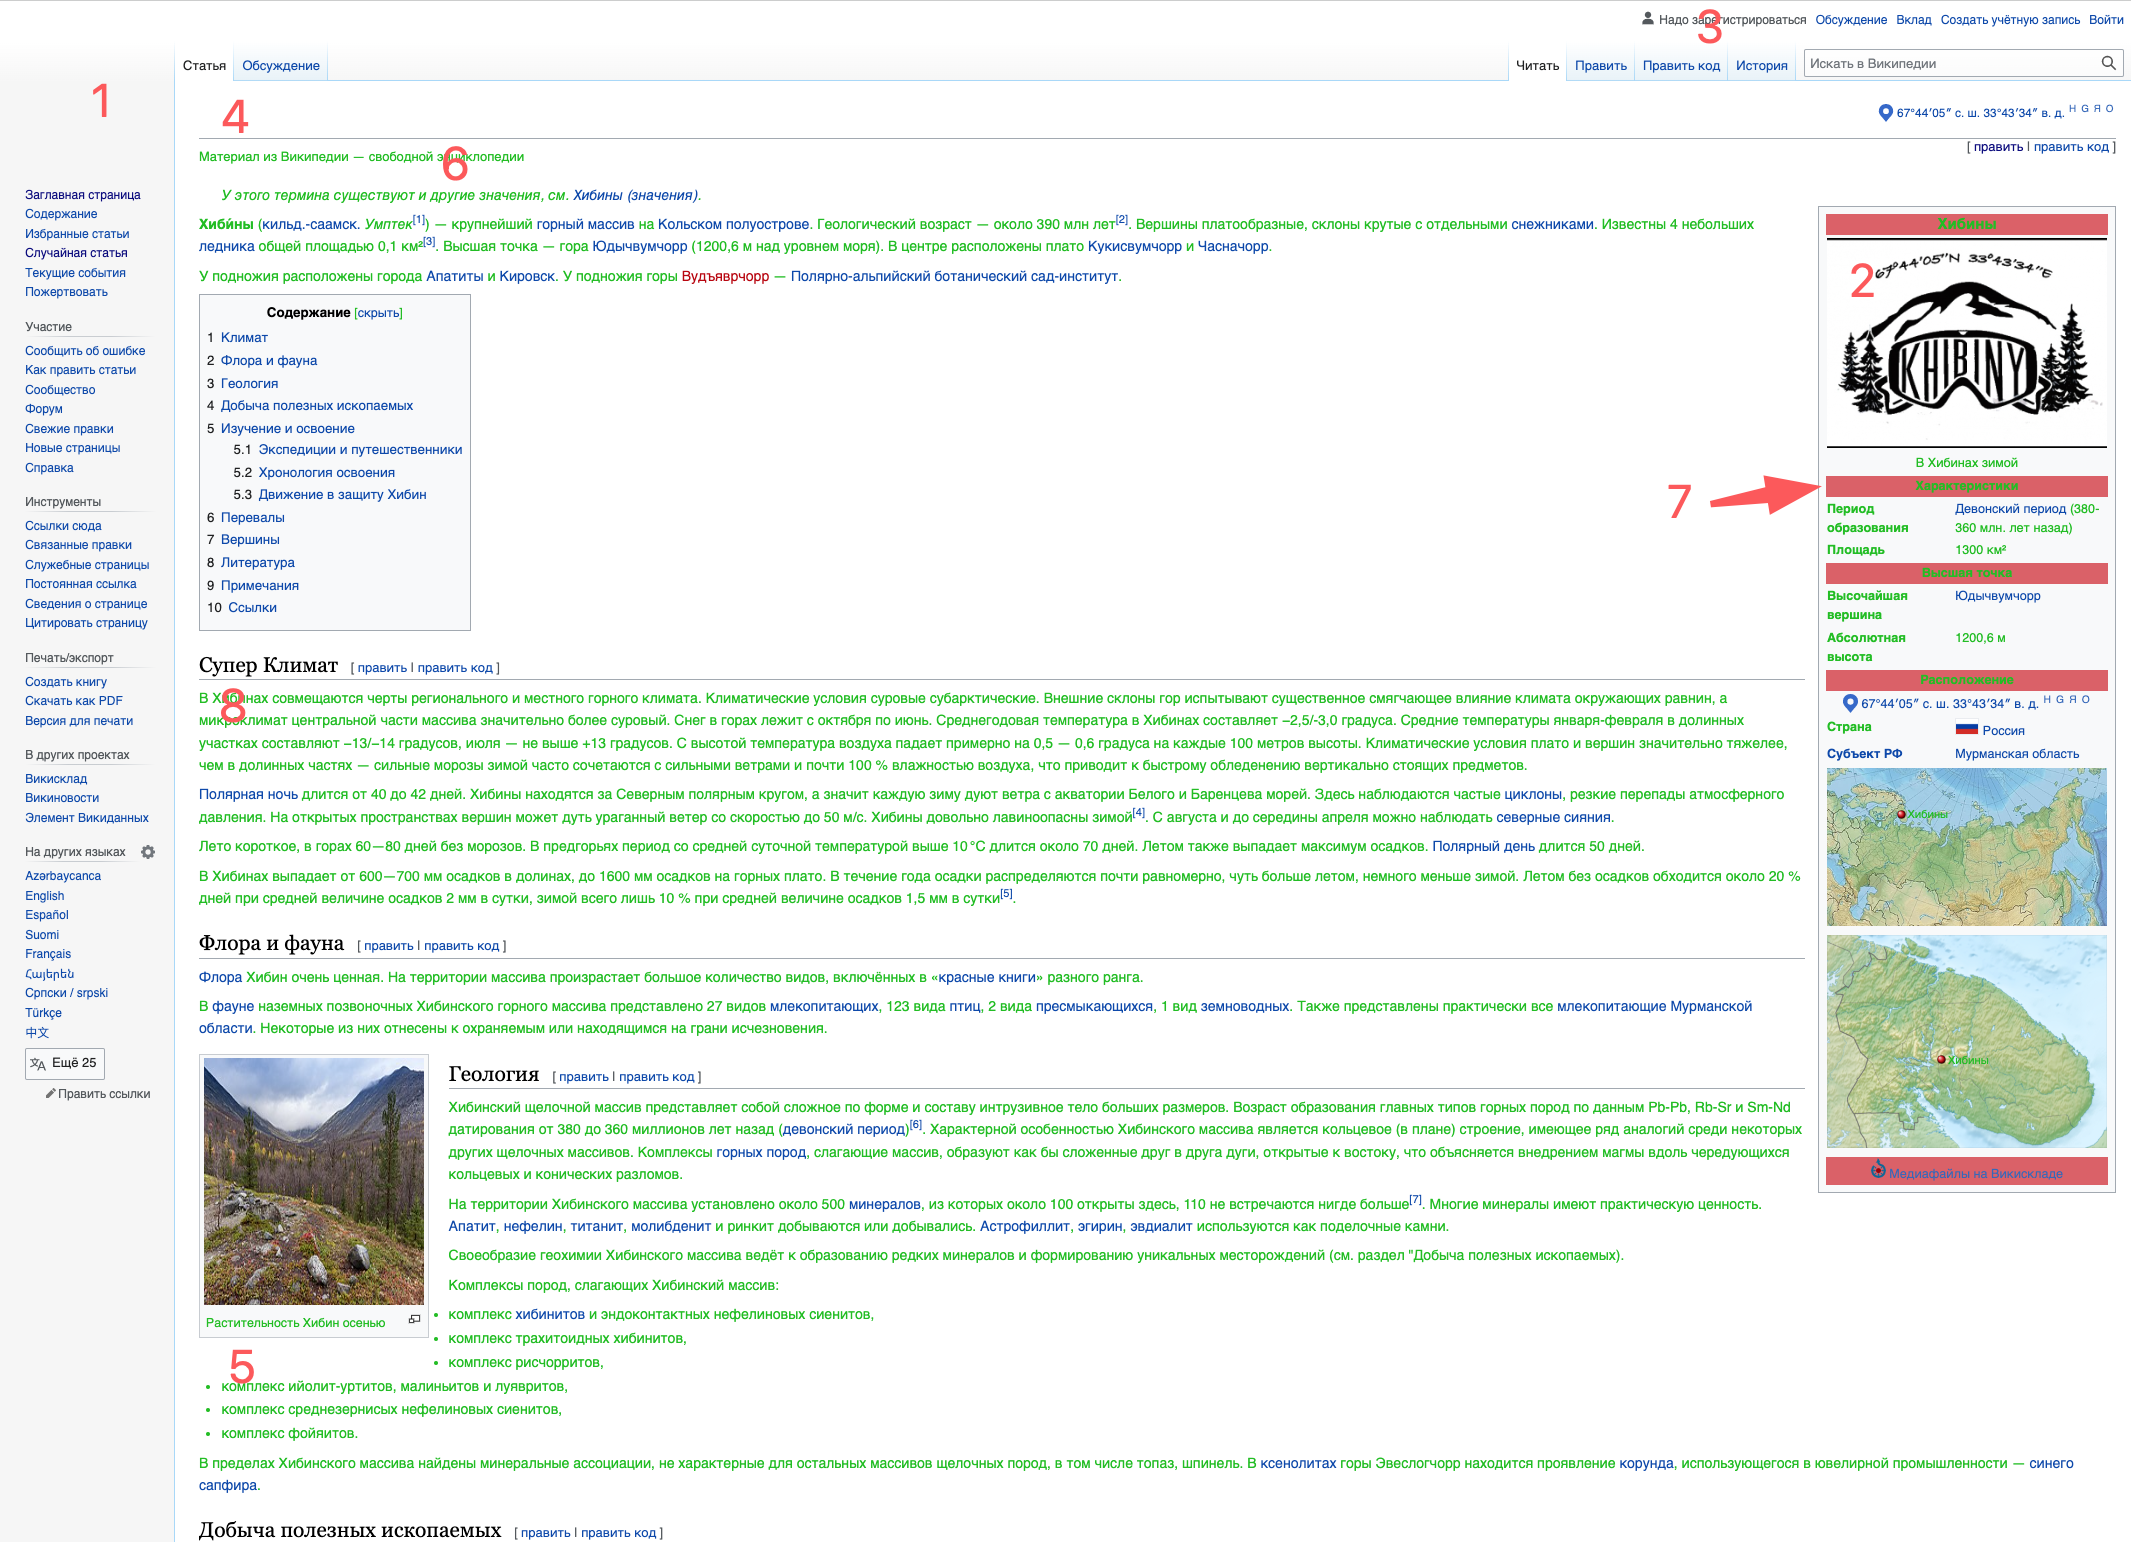 Надо зарегистрироваться Обсуждение Вклад Создать учётную запись Войти
3
Статья Обсуждение Читать Править Править код История Искать в Википедии
1
4
67°44′05″ с. ш. 33°43′34″ в. д. H G Я O
[ править | править код ]
Материал из Википедии — свободной энциклопедии
6
Заглавная страница
Содержание
Избранные статьи
Случайная статья
Текущие события
Пожертвовать
Участие
Сообщить об ошибке
Как править статьи
Сообщество
Форум
Свежие правки
Новые страницы
Справка
Инструменты
Ссылки сюда
Связанные правки
Служебные страницы
Постоянная ссылка
Сведения о странице
Цитировать страницу
Печать/экспорт
Создать книгу
Скачать как PDF
Версия для печати
В других проектах
Викисклад
Викиновости
Элемент Викиданных
На других языках
Azərbaycanca
English
Español
Suomi
Français
Հայերեն
Српски / srpski
Türkçe
中文
Ещё 25
Править ссылки
У этого термина существуют и другие значения, см. Хибины (значения).
Хиби́ны (кильд.-саамск. Умптек[1]) — крупнейший горный массив на Кольском полуострове. Геологический возраст — около 390 млн лет[2]. Вершины платообразные, склоны крутые с отдельными снежниками. Известны 4 небольших
ледника общей площадью 0,1 км²[3]. Высшая точка — гора Юдычвумчорр (1200,6 м над уровнем моря). В центре расположены плато Кукисвумчорр и Часначорр.
У подножия расположены города Апатиты и Кировск. У подножия горы Вудъяврчорр — Полярно-альпийский ботанический сад-институт.
Содержание [скрыть]
1 Климат
2 Флора и фауна
3 Геология
4 Добыча полезных ископаемых
5 Изучение и освоение
5.1 Экспедиции и путешественники
5.2 Хронология освоения
5.3 Движение в защиту Хибин
6 Перевалы
7 Вершины
8 Литература
9 Примечания
10 Ссылки
Хибины
67°44′05″N 33°43′34″E
2
KHIBINY
В Хибинах зимой
7
Характеристики
Период образования Девонский период (380-
360 млн. лет назад)
Площадь 1300 км²
Высшая точка
Высочайшая вершина Юдычвумчорр
Абсолютная высота 1200,6 м
Расположение
67°44′05″ с. ш. 33°43′34″ в. д. H G Я O
Страна Россия
Субъект РФ Мурманская область
Хибины
Хибины
Медиафайлы на Викискладе
Супер Климат [ править | править код ]
8
В Хибинах совмещаются черты регионального и местного горного климата. Климатические условия суровые субарктические. Внешние склоны гор испытывают существенное смягчающее влияние климата окружающих равнин, а
микроклимат центральной части массива значительно более суровый. Снег в горах лежит с октября по июнь. Среднегодовая температура в Хибинах составляет −2,5/-3,0 градуса. Средние температуры января-февраля в долинных
участках составляют −13/−14 градусов, июля — не выше +13 градусов. С высотой температура воздуха падает примерно на 0,5 — 0,6 градуса на каждые 100 метров высоты. Климатические условия плато и вершин значительно тяжелее,
чем в долинных частях — сильные морозы зимой часто сочетаются с сильными ветрами и почти 100 % влажностью воздуха, что приводит к быстрому обледенению вертикально стоящих предметов.
Полярная ночь длится от 40 до 42 дней. Хибины находятся за Северным полярным кругом, а значит каждую зиму дуют ветра с акватории Белого и Баренцева морей. Здесь наблюдаются частые циклоны, резкие перепады атмосферного
давления. На открытых пространствах вершин может дуть ураганный ветер со скоростью до 50 м/с. Хибины довольно лавиноопасны зимой[4]. С августа и до середины апреля можно наблюдать северные сияния.
Лето короткое, в горах 60—80 дней без морозов. В предгорьях период со средней суточной температурой выше 10 °C длится около 70 дней. Летом также выпадает максимум осадков. Полярный день длится 50 дней.
В Хибинах выпадает от 600—700 мм осадков в долинах, до 1600 мм осадков на горных плато. В течение года осадки распределяются почти равномерно, чуть больше летом, немного меньше зимой. Летом без осадков обходится около 20 %
дней при средней величине осадков 2 мм в сутки, зимой всего лишь 10 % при средней величине осадков 1,5 мм в сутки[5].
Флора и фауна [ править | править код ]
Флора Хибин очень ценная. На территории массива произрастает большое количество видов, включённых в «красные книги» разного ранга.
В фауне наземных позвоночных Хибинского горного массива представлено 27 видов млекопитающих, 123 вида птиц, 2 вида пресмыкающихся, 1 вид земноводных. Также представлены практически все млекопитающие Мурманской
области. Некоторые из них отнесены к охраняемым или находящимся на грани исчезновения.
Растительность Хибин осенью
5
Геология [ править | править код ]
Хибинский щелочной массив представляет собой сложное по форме и составу интрузивное тело больших размеров. Возраст образования главных типов горных пород по данным Pb-Pb, Rb-Sr и Sm-Nd
датирования от 380 до 360 миллионов лет назад (девонский период)[6]. Характерной особенностью Хибинского массива является кольцевое (в плане) строение, имеющее ряд аналогий среди некоторых
других щелочных массивов. Комплексы горных пород, слагающие массив, образуют как бы сложенные друг в друга дуги, открытые к востоку, что объясняется внедрением магмы вдоль чередующихся
кольцевых и конических разломов.
На территории Хибинского массива установлено около 500 минералов, из которых около 100 открыты здесь, 110 не встречаются нигде больше[7]. Многие минералы имеют практическую ценность.
Апатит, нефелин, титанит, молибденит и ринкит добываются или добывались. Астрофиллит, эгирин, эвдиалит используются как поделочные камни.
Своеобразие геохимии Хибинского массива ведёт к образованию редких минералов и формированию уникальных месторождений (см. раздел "Добыча полезных ископаемых).
Комплексы пород, слагающих Хибинский массив:
• комплекс хибинитов и эндоконтактных нефелиновых сиенитов,
• комплекс трахитоидных хибинитов,
• комплекс рисчорритов,
• комплекс ийолит-уртитов, малиньитов и луявритов,
• комплекс среднезернисых нефелиновых сиенитов,
• комплекс фойяитов.
В пределах Хибинского массива найдены минеральные ассоциации, не характерные для остальных массивов щелочных пород, в том числе топаз, шпинель. В ксенолитах горы Эвеслогчорр находится проявление корунда, использующегося в ювелирной промышленности — синего
сапфира.
Добыча полезных ископаемых [ править | править код ]